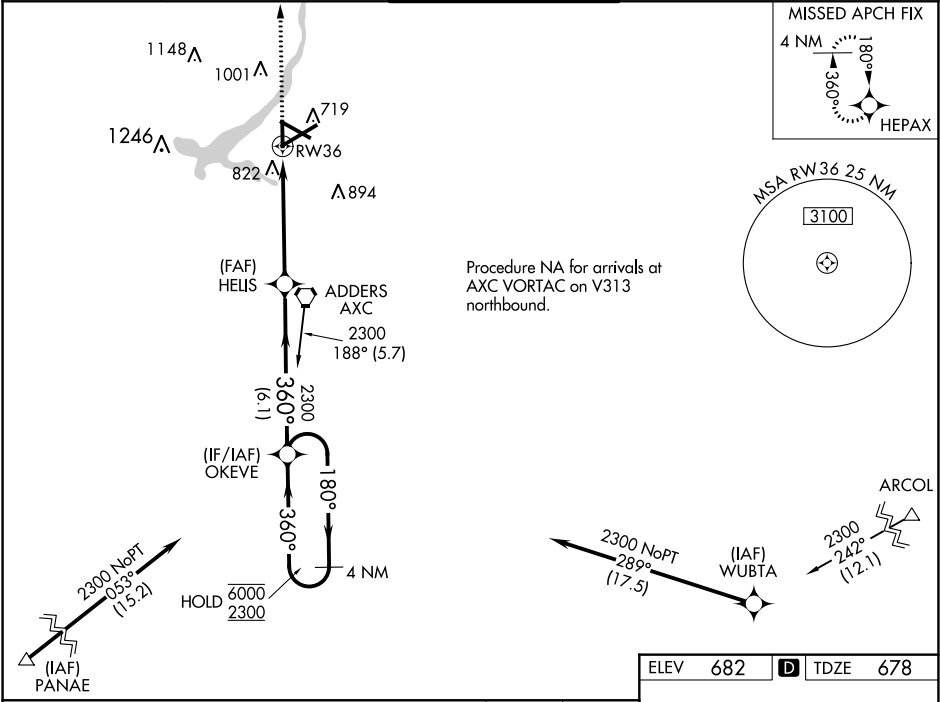 MISSED APCH FIX
4 NM
180°
360°
HEPAX
1148
1001
719
1246
RW36
822
894
MSA RW36 25 NM
3100
(FAF)
HELIS
ADDERS
AXC
2300
188° (5.7)
Procedure NA for arrivals at
AXC VORTAC on V313
northbound.
2300
360°
(6.1)
(IF/IAF)
OKEVE
180°
360°
4 NM
HOLD 6000
2300
2300 NoPT
053°
(15.2)
(IAF)
PANAE
2300 NoPT
289°
(17.5)
(IAF)
WUBTA
ARCOL
2300
242°
(12.1)
ELEV 682 D TDZE 678